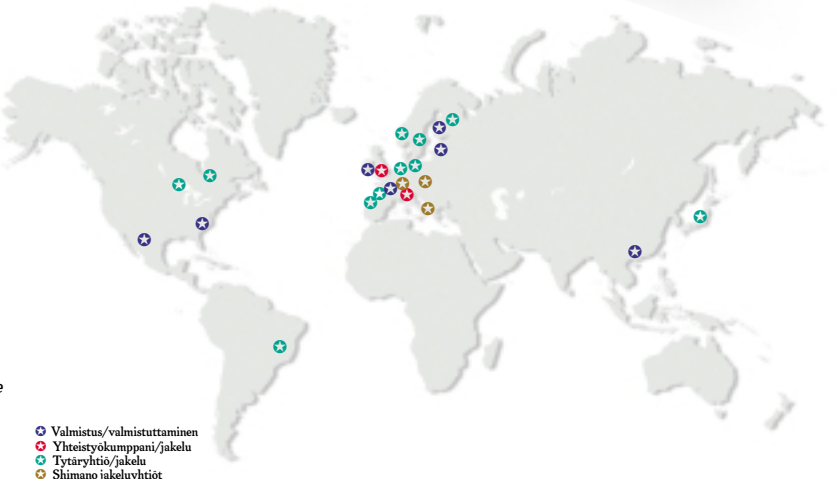 e
Valmistus/valmistuttaminen
Yhteistyökumppani/jakelu
Tytäryhtiö/jakelu
Shimano jakeluyhtiöt